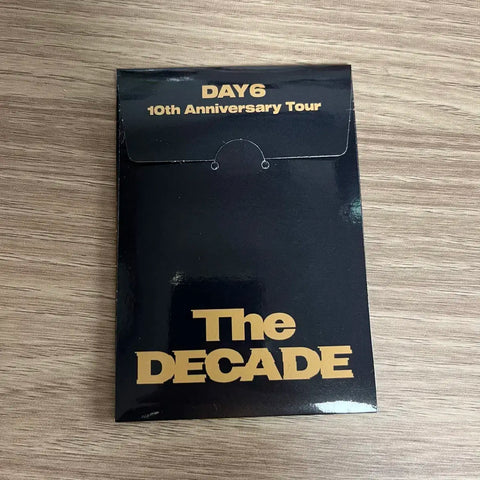 DAY6
10th Anniversary Tour
The
DECADE